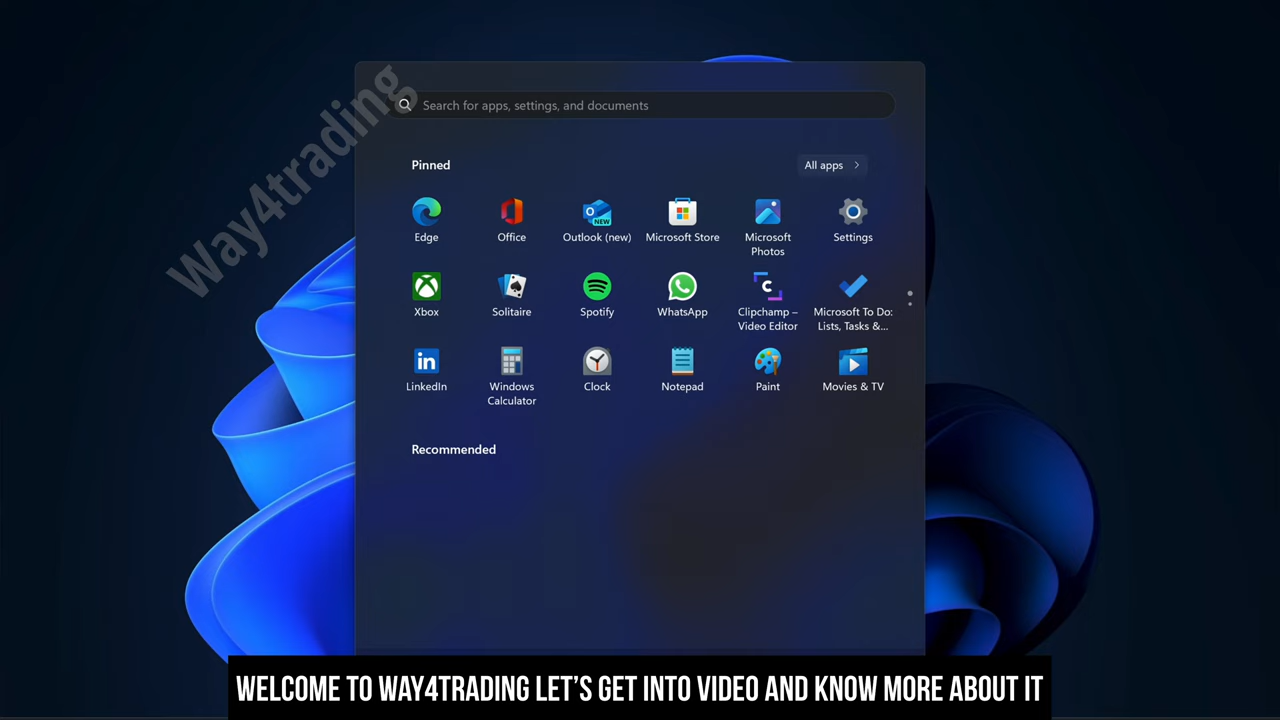 Way4trading
Search for apps, settings, and documents
Pinned
All apps
Edge
Office
Outlook (new)
Microsoft Store
Microsoft
Photos
Settings
Xbox
Solitaire
Spotify
WhatsApp
Clipchamp –
Video Editor
Microsoft To Do:
Lists, Tasks &...
LinkedIn
Windows
Calculator
Clock
Notepad
Paint
Movies & TV
Recommended
WELCOME TO WAY4TRADING LET'S GET INTO VIDEO AND KNOW MORE ABOUT IT